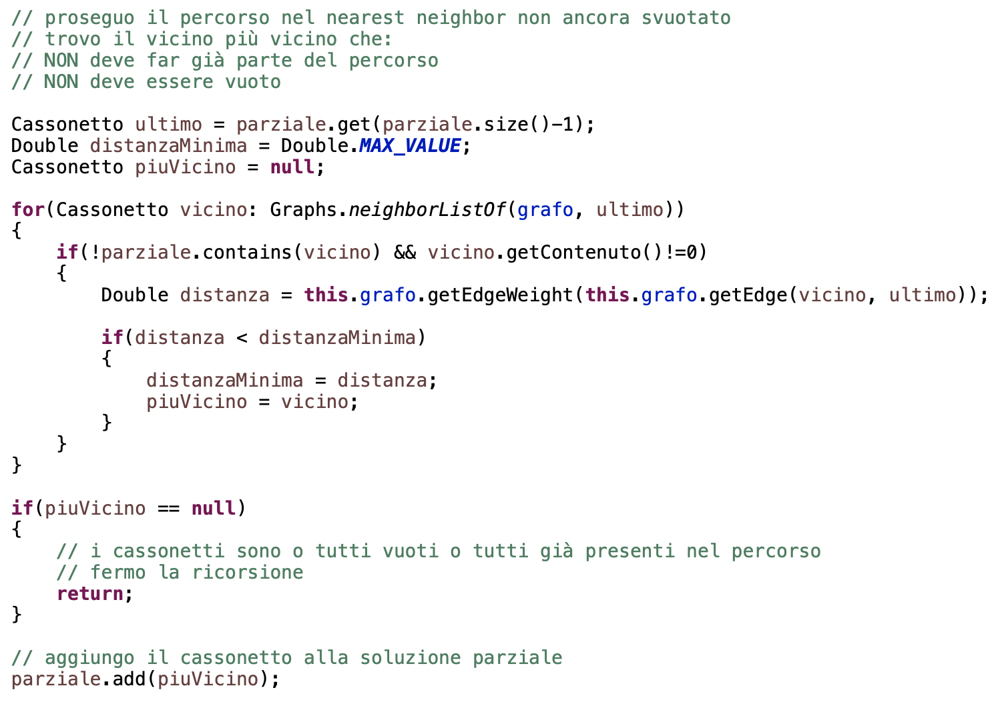 // proseguo il percorso nel nearest neighbor non ancora svuotato
// trovo il vicino più vicino che:
// NON deve far già parte del percorso
// NON deve essere vuoto
Cassonetto ultimo = parziale.get(parziale.size()-1);
Double distanzaMinima = Double.MAX_VALUE;
Cassonetto piuVicino = null;
for(Cassonetto vicino: Graphs.neighborListOf(grafo, ultimo))
{
    if(!parziale.contains(vicino) && vicino.getContenuto()!=0)
    {
        Double distanza = this.grafo.getEdgeWeight(this.grafo.getEdge(vicino, ultimo));
        if(distanza < distanzaMinima)
        {
            distanzaMinima = distanza;
            piuVicino = vicino;
        }
    }
}
if(piuVicino == null)
{
    // i cassonetti sono o tutti vuoti o tutti già presenti nel percorso
    // fermo la ricorsione
    return;
}
// aggiungo il cassonetto alla soluzione parziale
parziale.add(piuVicino);